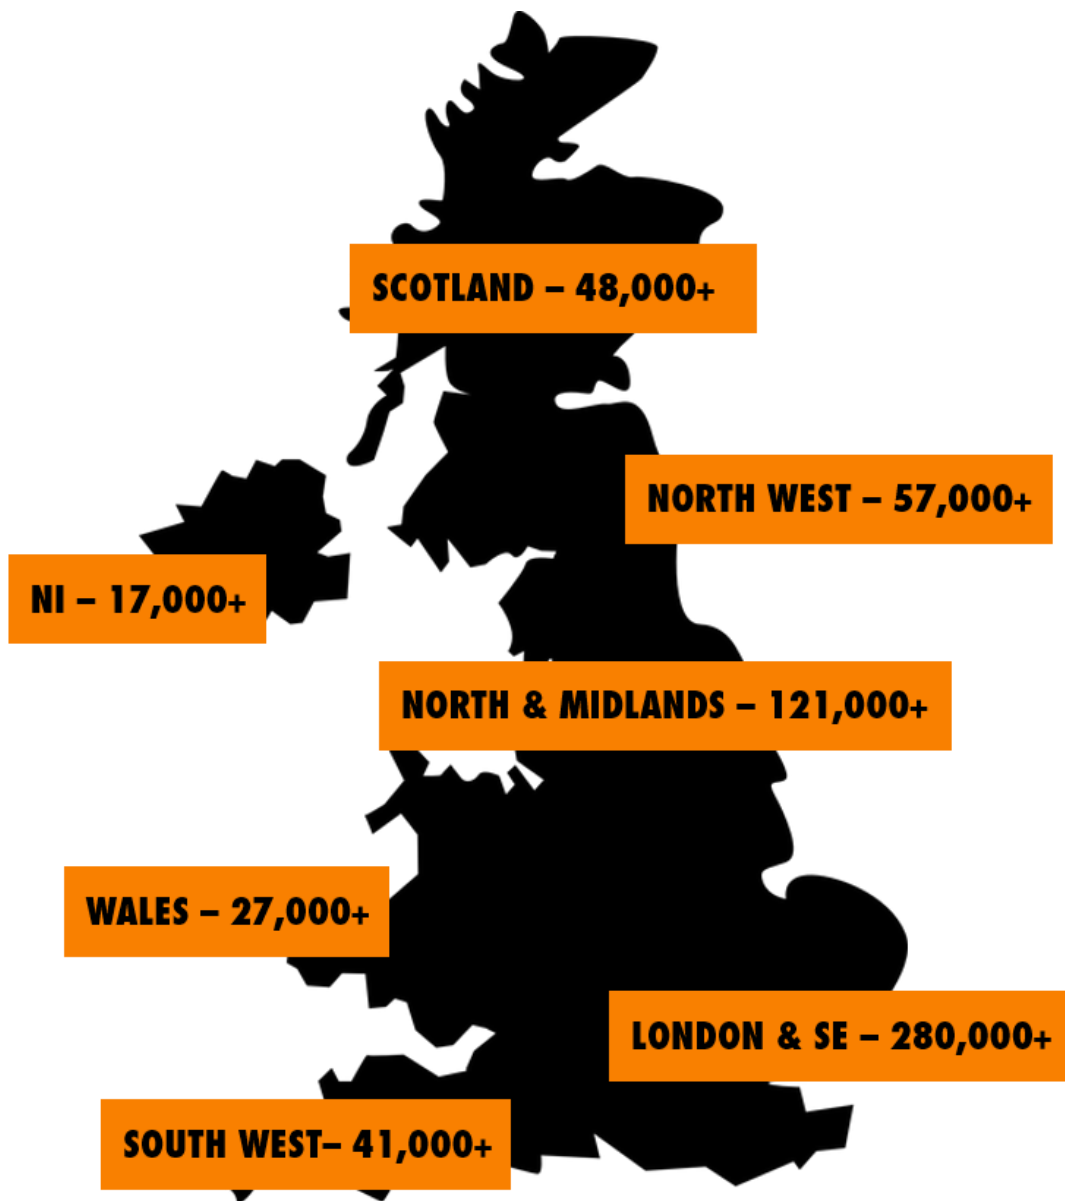 SCOTLAND – 48,000+
NORTH WEST – 57,000+
NI – 17,000+
NORTH & MIDLANDS – 121,000+
WALES – 27,000+
LONDON & SE – 280,000+
SOUTH WEST– 41,000+